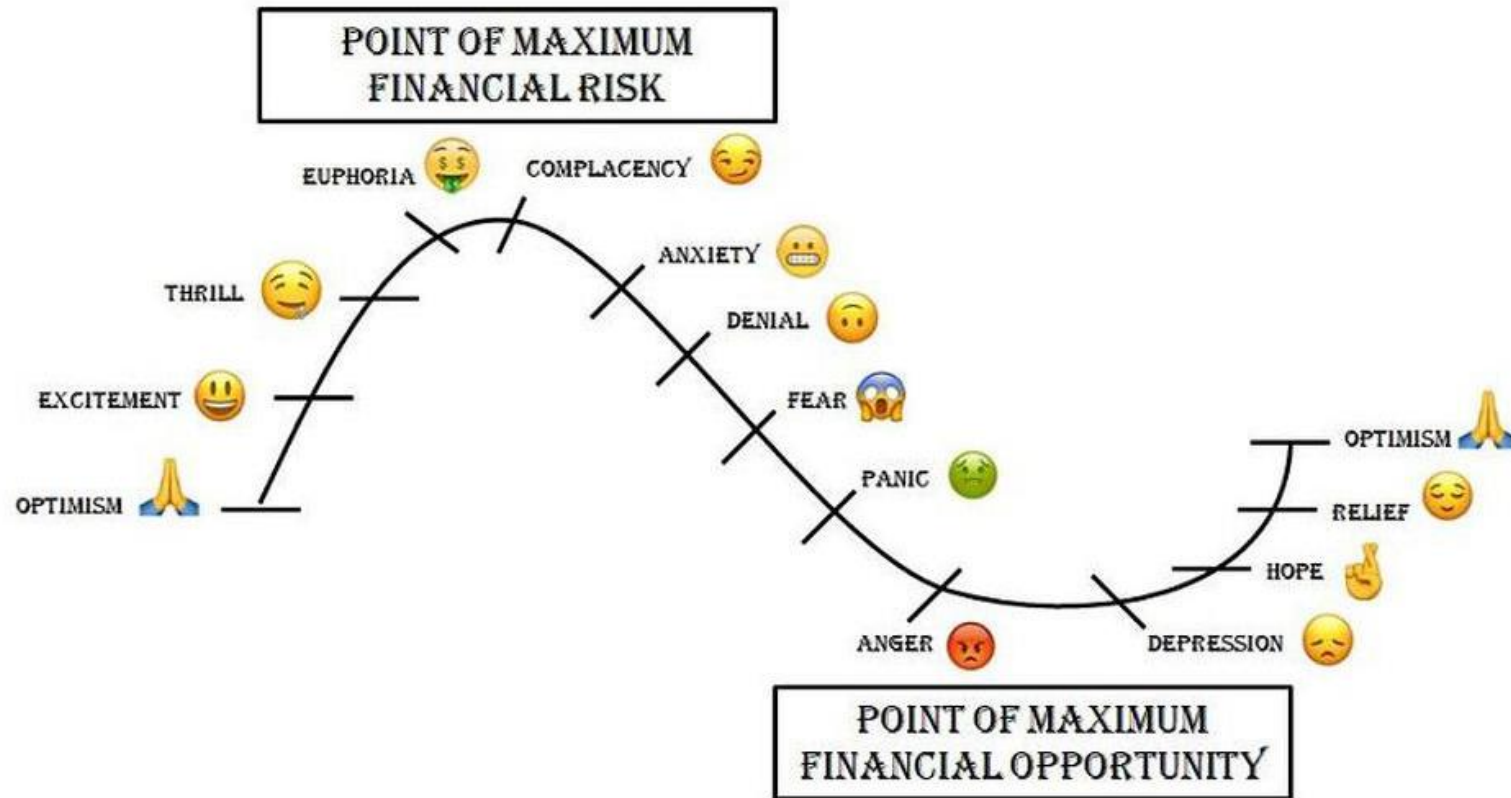 POINT OF MAXIMUM
FINANCIAL RISK
EUPHORIA
COMPLACENCY
THRILL
ANXIETY
DENIAL
EXCITEMENT
FEAR
OPTIMISM
OPTIMISM
PANIC
RELIEF
HOPE
ANGER
DEPRESSION
POINT OF MAXIMUM
FINANCIAL OPPORTUNITY